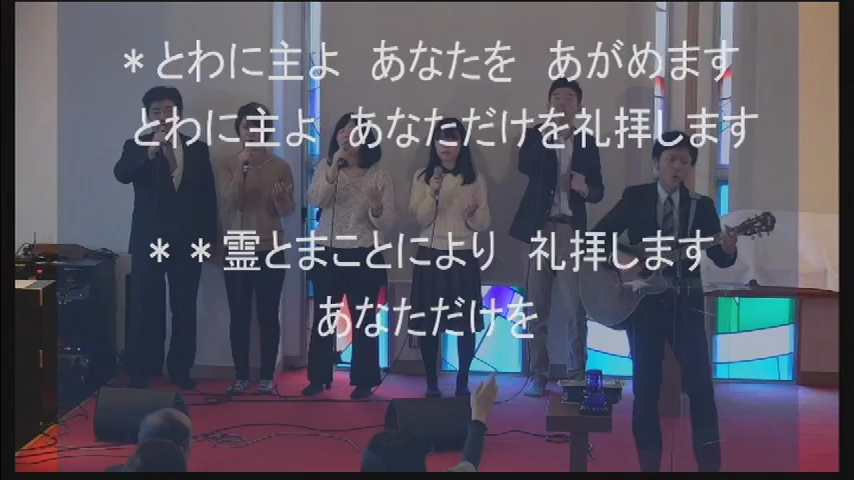 ＊とわに主よ　あなたを　あがめます
とわに主よ　あなただけを礼拝します
＊＊霊とまことにより　礼拝します
あなただけを